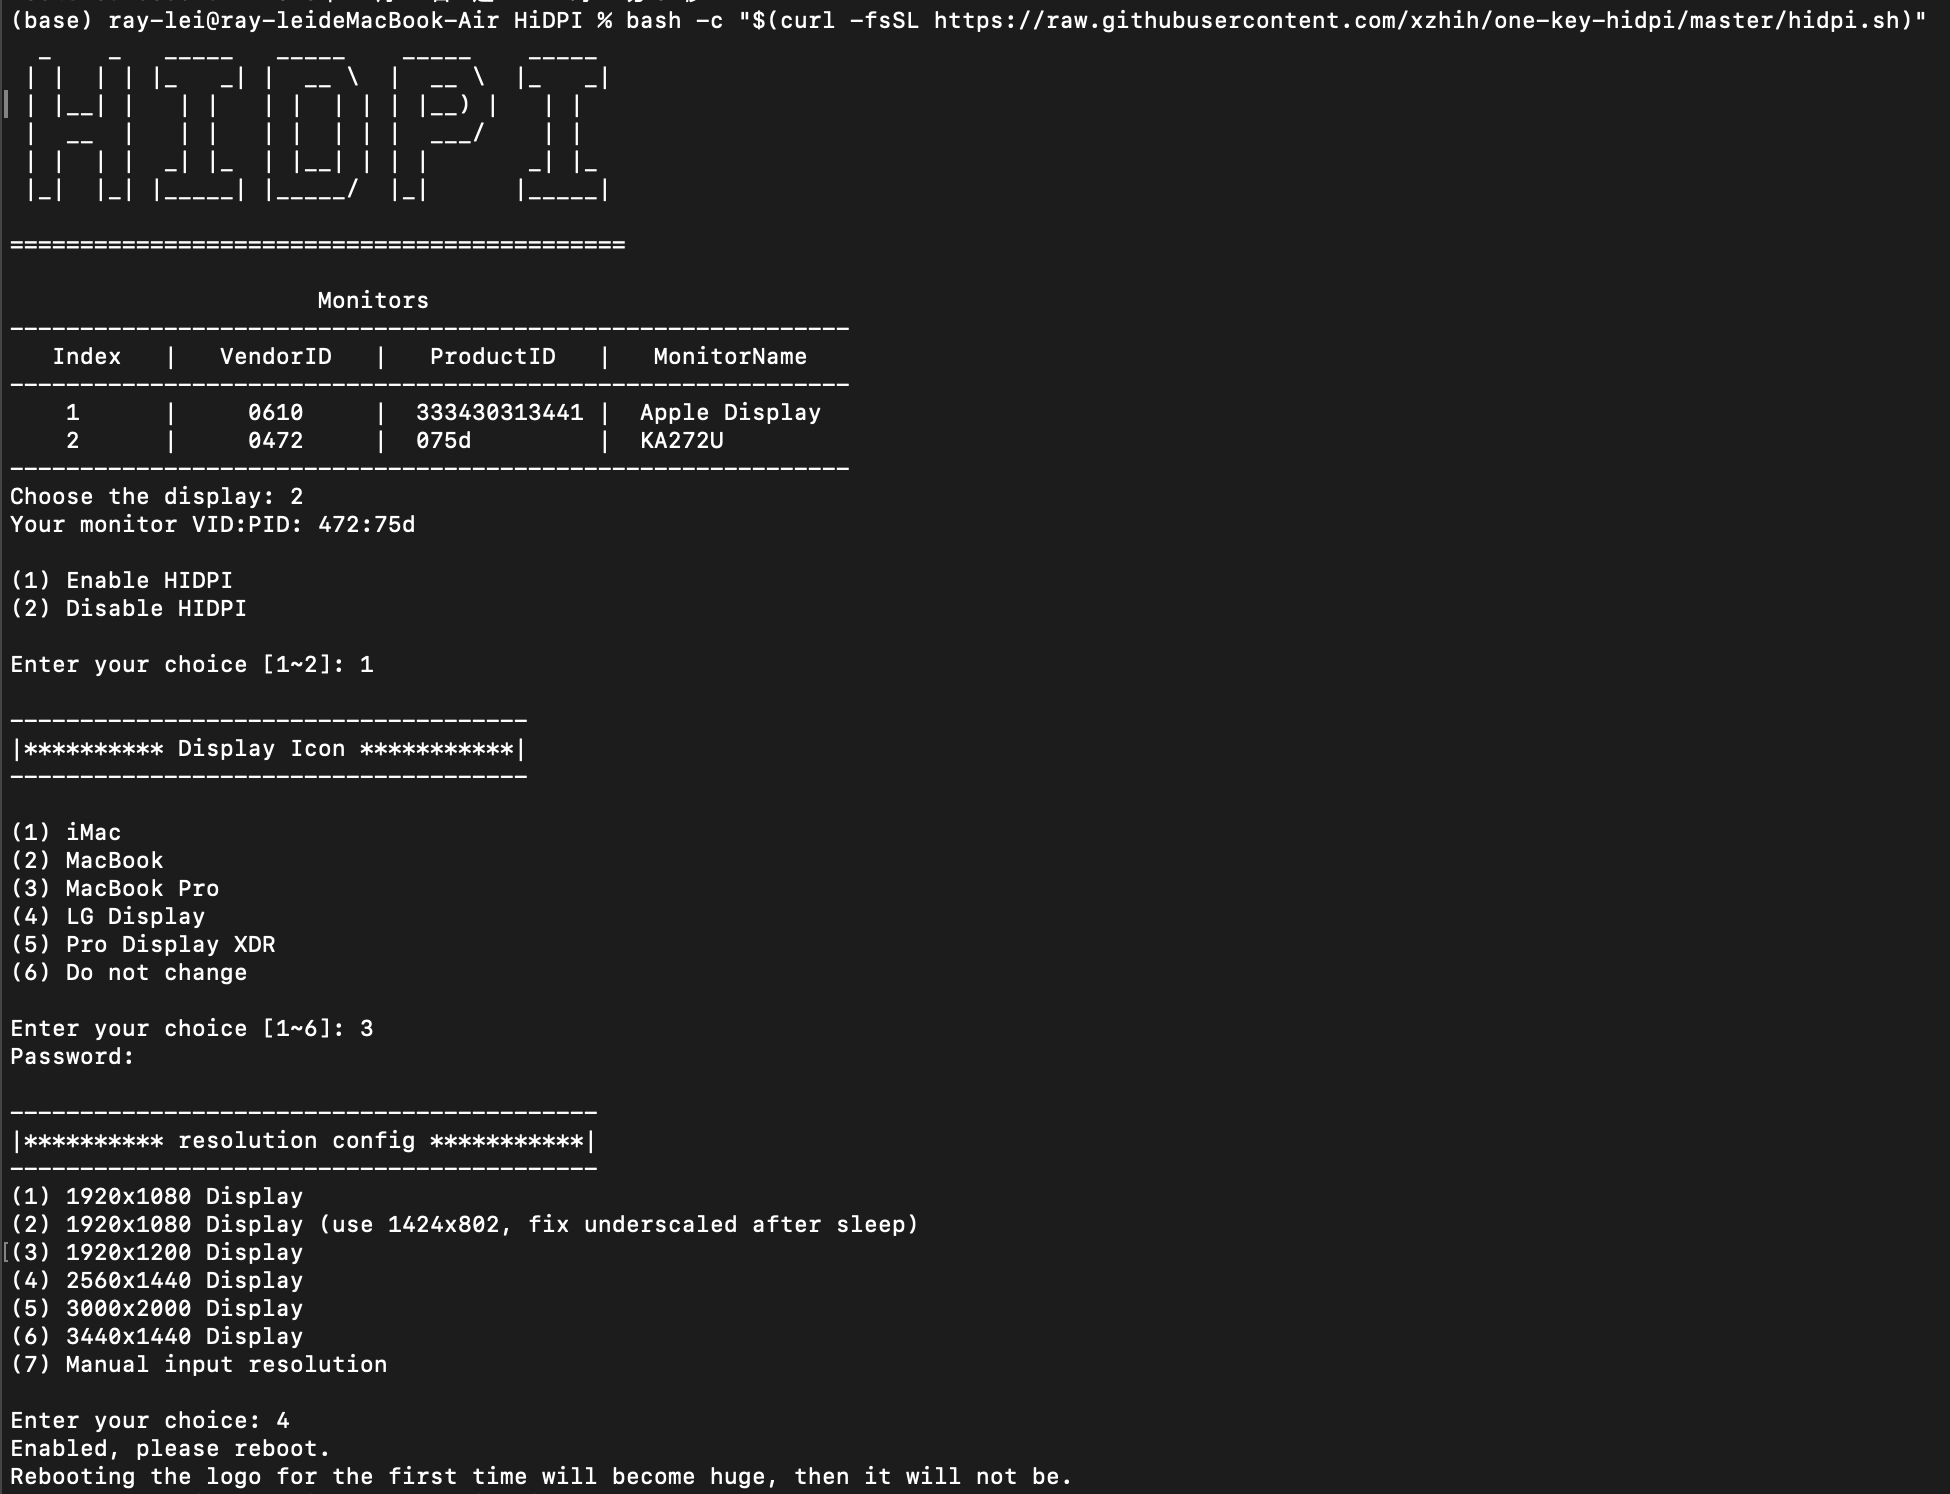 (base) ray-lei@ray-leideMacBook-Air HiDPI % bash -c "$(curl -fsSL https://raw.githubusercontent.com/xzhih/one-key-hidpi/master/hidpi.sh)"
HIDPI
============================================
Monitors
------------------------------------------------------------
Index | VendorID | ProductID | MonitorName
------------------------------------------------------------
1 | 0610 | 333430313441 | Apple Display
2 | 0472 | 075d | KA272U
------------------------------------------------------------
Choose the display: 2
Your monitor VID:PID: 472:75d
(1) Enable HIDPI
(2) Disable HIDPI
Enter your choice [1~2]: 1
-------------------------------------
|********** Display Icon ***********|
-------------------------------------
(1) iMac
(2) MacBook
(3) MacBook Pro
(4) LG Display
(5) Pro Display XDR
(6) Do not change
Enter your choice [1~6]: 3
Password:
------------------------------------------
|********** resolution config ***********|
------------------------------------------
(1) 1920x1080 Display
(2) 1920x1080 Display (use 1424x802, fix underscaled after sleep)
(3) 1920x1200 Display
(4) 2560x1440 Display
(5) 3000x2000 Display
(6) 3440x1440 Display
(7) Manual input resolution
Enter your choice: 4
Enabled, please reboot.
Rebooting the logo for the first time will become huge, then it will not be.